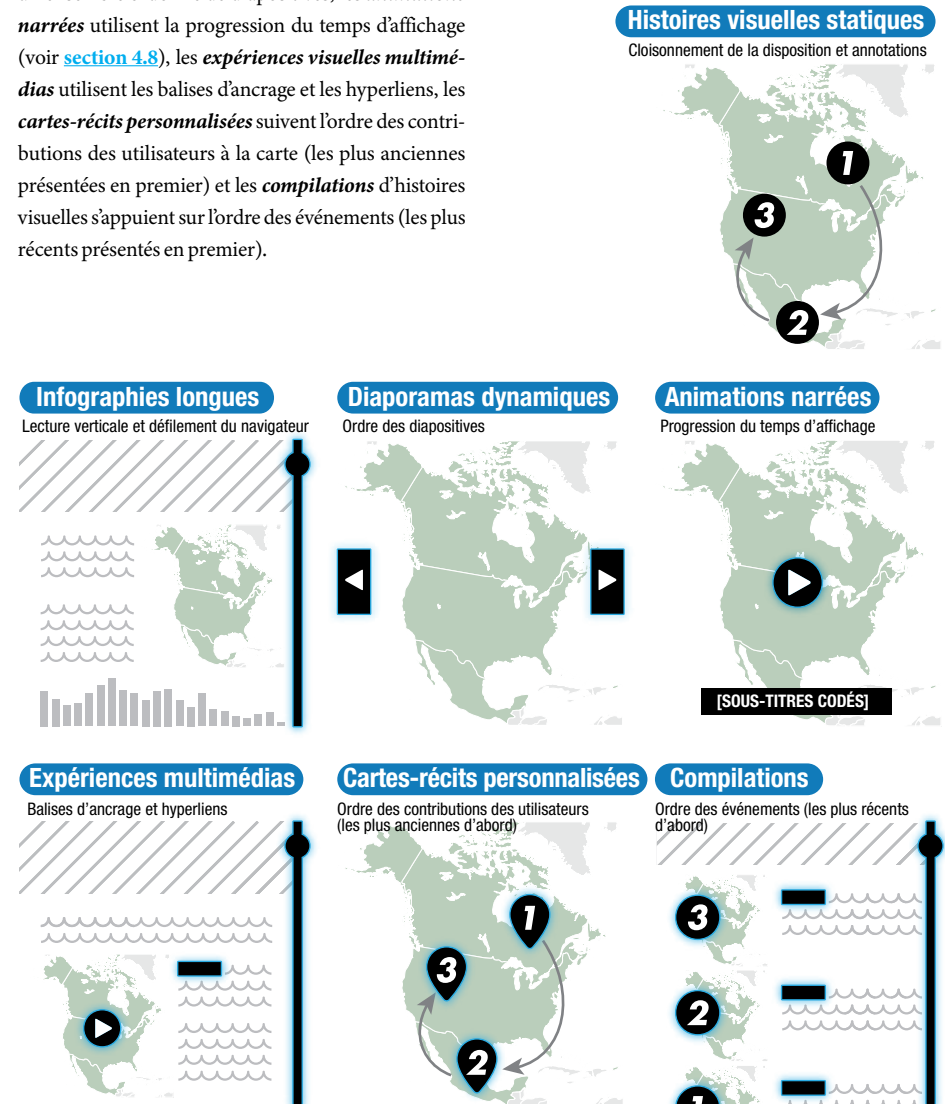 narrées utilisent la progression du temps d'affichage
(voir section 4.8), les expériences visuelles multimé-
dias utilisent les balises d'ancrage et les hyperliens, les
cartes-récits personnalisées suivent l'ordre des contri-
butions des utilisateurs à la carte (les plus anciennes
présentées en premier) et les compilations d'histoires
visuelles s'appuient sur l'ordre des événements (les plus
récents présentés en premier).
Histoires visuelles statiques
Cloisonnement de la disposition et annotations
1
3
2
Infographies longues
Lecture verticale et défilement du navigateur
Diaporamas dynamiques
Ordre des diapositives
Animations narrées
Progression du temps d'affichage
[SOUS-TITRES CODÉS]
Expériences multimédias
Balises d'ancrage et hyperliens
Cartes-récits personnalisées
Ordre des contributions des utilisateurs
(les plus anciennes d'abord)
1
3
2
Compilations
Ordre des événements (les plus récents
d'abord)
3
2
1